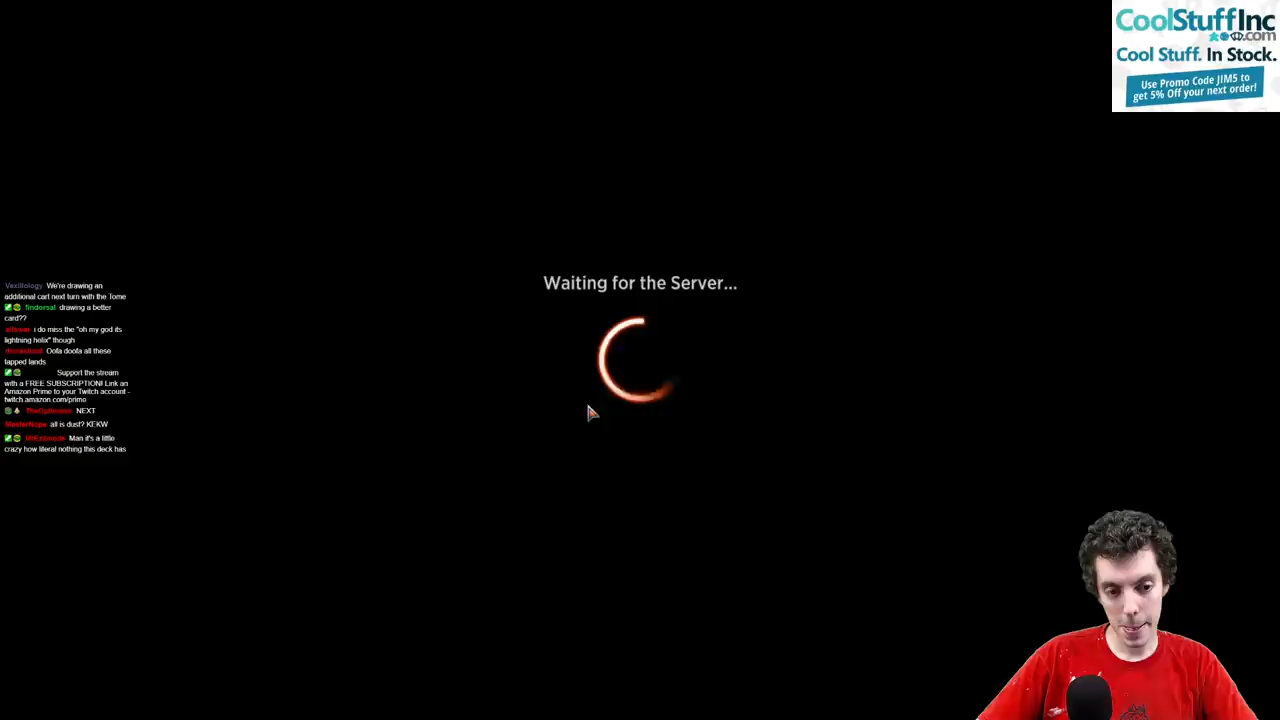 CoolStuffInc
.com
Cool Stuff. In Stock.
Use Promo Code JIM5 to
get 5% Off your next order!
Waiting for the Server...
Vexillology We're drawing an
additional cart next turn with the Tome
findorsal drawing a better
card??
i do miss the "oh my god its
lightning helix" though
Oofa doofa all these
tapped lands
Support the stream
with a FREE SUBSCRIPTION! Link an
Amazon Prime to your Twitch account -
twitch.amazon.com/prime
NEXT
MasterNope all is dust? KEKW
Man it's a little
crazy how literal nothing this deck has